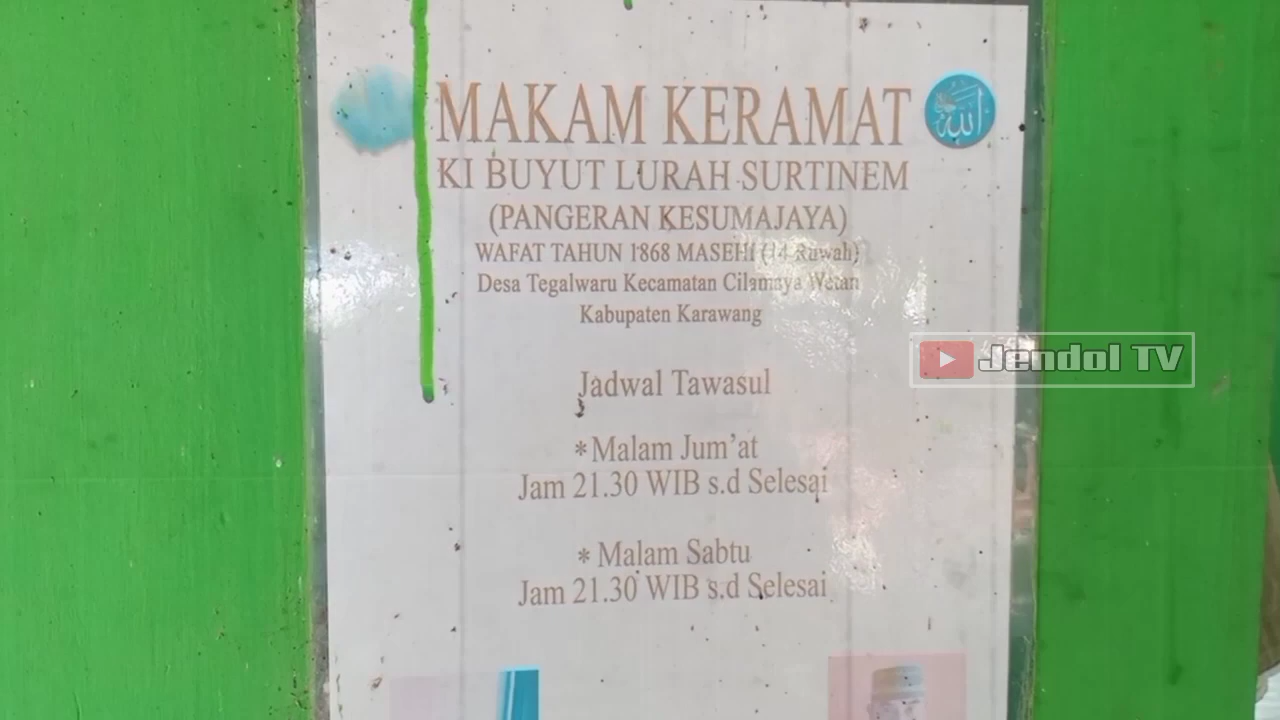 MAKAM KERAMAT
KI BUYUT LURAH SURTINEM
(PANGERAN KESUMAJAYA)
WAFAT TAHUN 1868 MASEHI (14 Ruwah)
Desa Tegalwaru Kecamatan Cilamaya Wetan
Kabupaten Karawang
Jendol TV
Jadwal Tawasul
*Malam Jum'at
Jam 21.30 WIB s.d Selesai
* Malam Sabtu
Jam 21.30 WIB s.d Selesai
الله